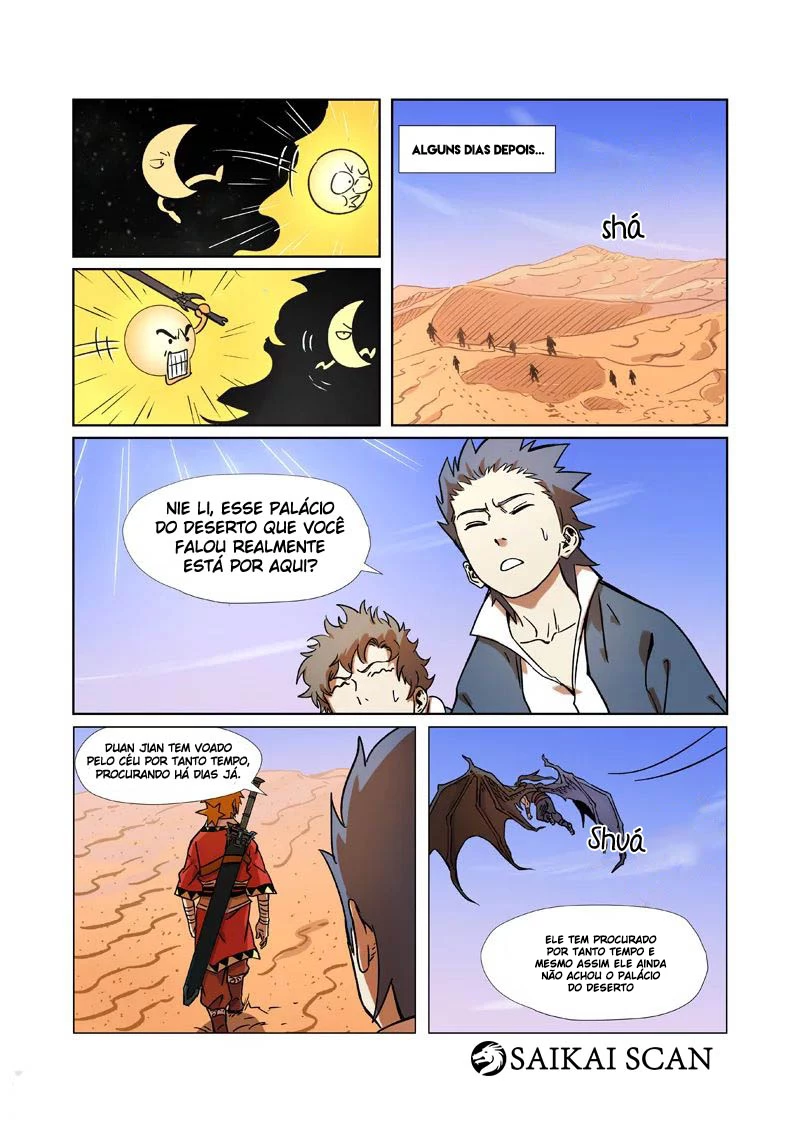 ALGUNS DIAS DEPOIS...
shá
NIE LI, ESSE PALÁCIO
DO DESERTO QUE VOCÊ
FALOU REALMENTE
ESTÁ POR AQUI?
DUAN JIAN TEM VOADO
PELO CÉU POR TANTO TEMPO,
PROCURANDO HÁ DIAS JÁ.
Shuá
ELE TEM PROCURADO
POR TANTO TEMPO E
MESMO ASSIM ELE AINDA
NÃO ACHOU O PALÁCIO
DO DESERTO
SAIKAI SCAN